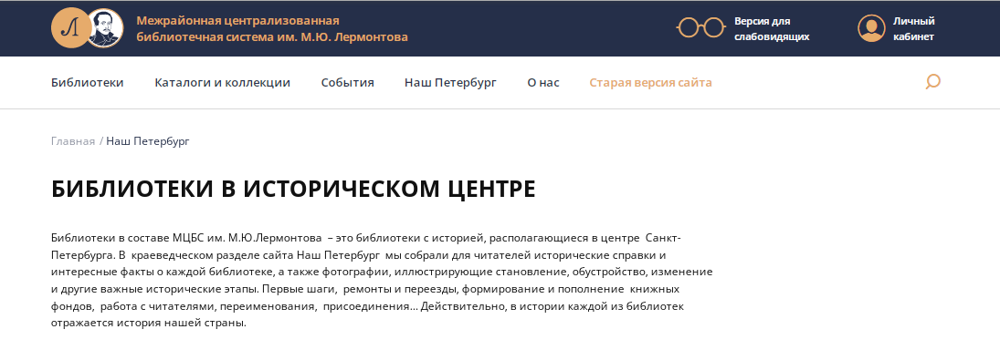 Л
Межрайонная централизованная
библиотечная система им. М.Ю. Лермонтова
Версия для
слабовидящих
Личный
кабинет
Библиотеки Каталоги и коллекции События Наш Петербург О нас Старая версия сайта
Главная / Наш Петербург
БИБЛИОТЕКИ В ИСТОРИЧЕСКОМ ЦЕНТРЕ
Библиотеки в составе МЦБС им. М.Ю.Лермонтова – это библиотеки с историей, располагающиеся в центре Санкт-
Петербурга. В краеведческом разделе сайта Наш Петербург мы собрали для читателей исторические справки и
интересные факты о каждой библиотеке, а также фотографии, иллюстрирующие становление, обустройство, изменение
и другие важные исторические этапы. Первые шаги, ремонты и переезды, формирование и пополнение книжных
фондов, работа с читателями, переименования, присоединения... Действительно, в истории каждой из библиотек
отражается история нашей страны.